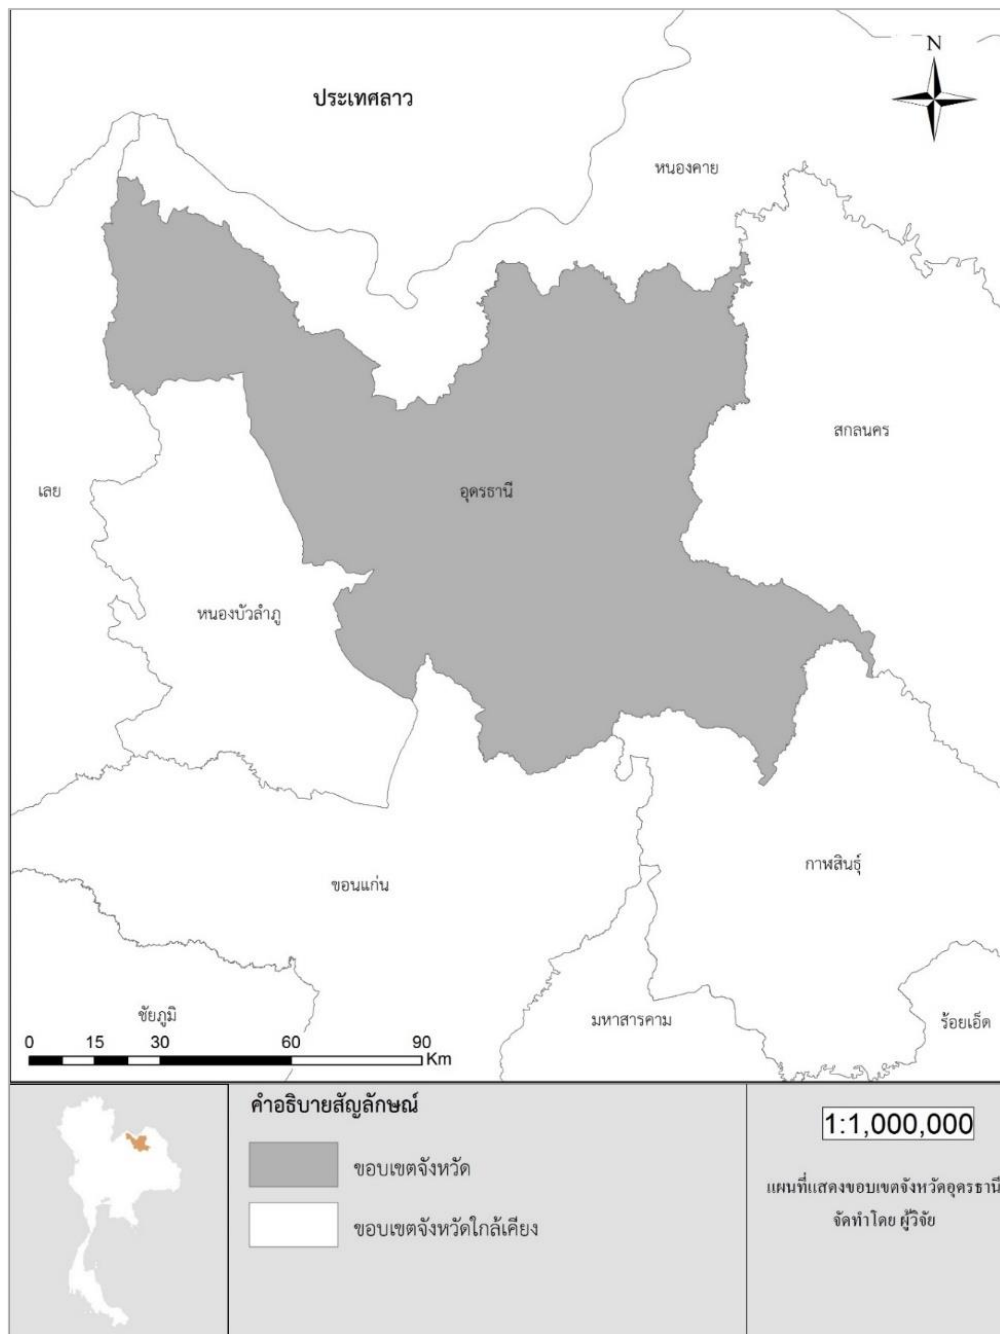 N
ประเทศลาว
หนองคาย
สกลนคร
เลย
อุดรธานี
หนองบัวลำภู
กาฬสินธุ์
ขอนแก่น
ชัยภูมิ
มหาสารคาม
ร้อยเอ็ด
0 15 30 60 90
Km
คำอธิบายสัญลักษณ์
ขอบเขตจังหวัด
ขอบเขตจังหวัดใกล้เคียง
1:1,000,000
แผนที่แสดงขอบเขตจังหวัดอุดรธานี
จัดทำโดย ผู้วิจัย